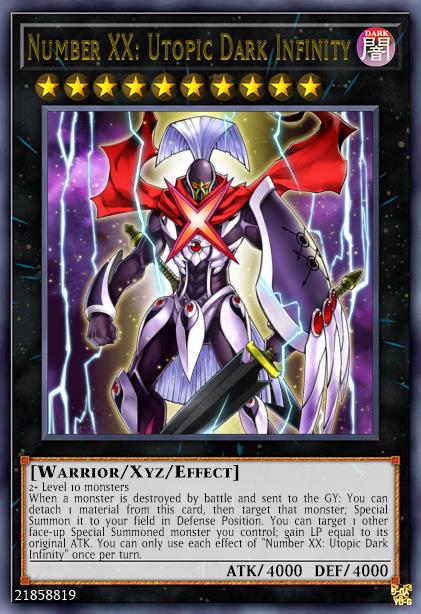 Number XX: Utopic Dark Infinity
DARK
闇
[Warrior/Xyz/Effect]
2+ Level 10 monsters
When a monster is destroyed by battle and sent to the GY: You can
detach 1 material from this card, then target that monster; Special
Summon it to your field in Defense Position. You can target 1 other
face-up Special Summoned monster you control; gain LP equal to its
original ATK. You can only use each effect of "Number XX: Utopic Dark
Infinity" once per turn.
ATK/4000 DEF/4000
21858819